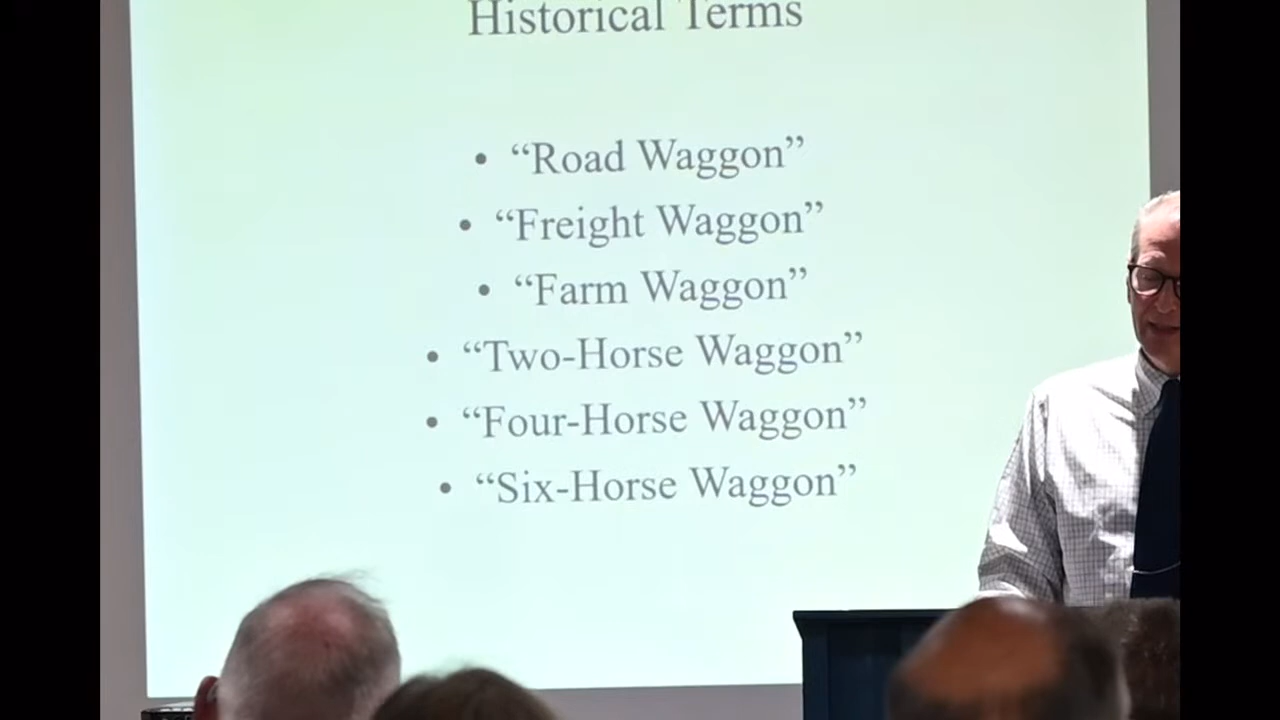 Historical Terms
• “Road Waggon”
• “Freight Waggon”
• “Farm Waggon”
• “Two-Horse Waggon”
• “Four-Horse Waggon”
• “Six-Horse Waggon”